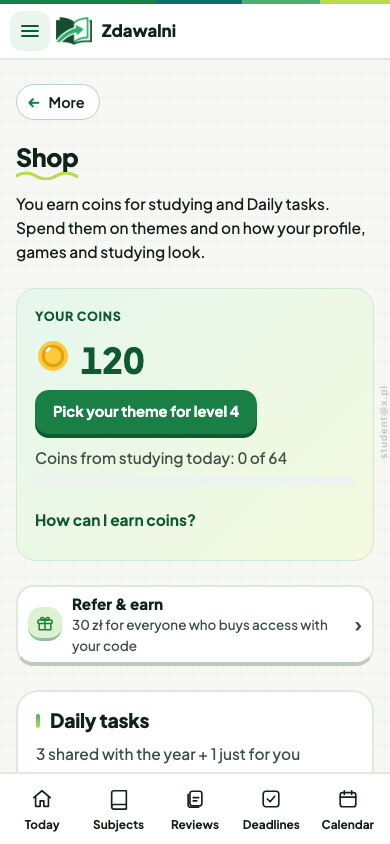 Zdawalni
← More
Shop
You earn coins for studying and Daily tasks.
Spend them on themes and on how your profile,
games and studying look.
YOUR COINS
120
Pick your theme for level 4
Coins from studying today: 0 of 64
How can I earn coins?
student@x.pl
Refer & earn
30 zł for everyone who buys access with
your code
›
Daily tasks
3 shared with the year + 1 just for you
Today Subjects Reviews Deadlines Calendar